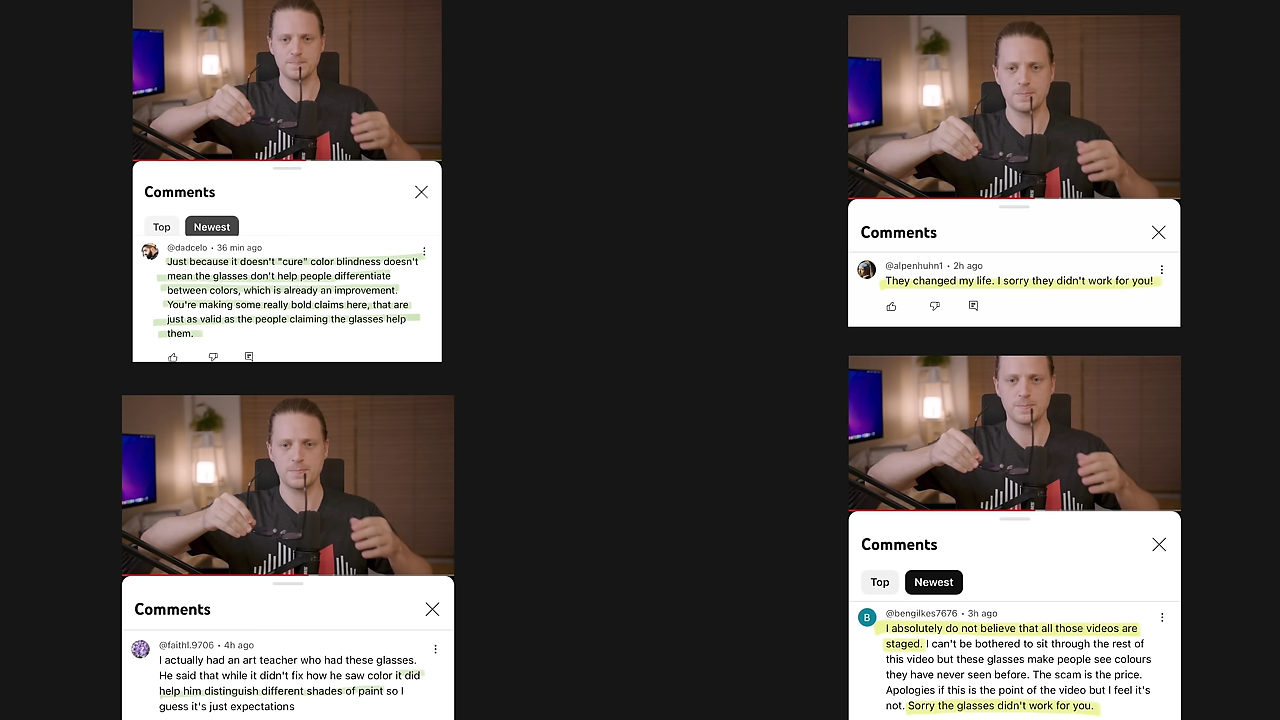 Comments
Top
Newest
@dadcelo • 36 min ago
Just because it doesn't "cure" color blindness doesn't
mean the glasses don't help people differentiate
between colors, which is already an improvement.
You're making some really bold claims here, that are
just as valid as the people claiming the glasses help
them.
Comments
@faithl.9706 • 4h ago
I actually had an art teacher who had these glasses.
He said that while it didn't fix how he saw color it did
help him distinguish different shades of paint so I
guess it's just expectations
Comments
@alpenhuhn1 • 2h ago
They changed my life. I sorry they didn't work for you!
Comments
Top
Newest
B
@bengilkes7676 • 3h ago
I absolutely do not believe that all those videos are
staged. I can't be bothered to sit through the rest of
this video but these glasses make people see colours
they have never seen before. The scam is the price.
Apologies if this is the point of the video but I feel it's
not. Sorry the glasses didn't work for you.